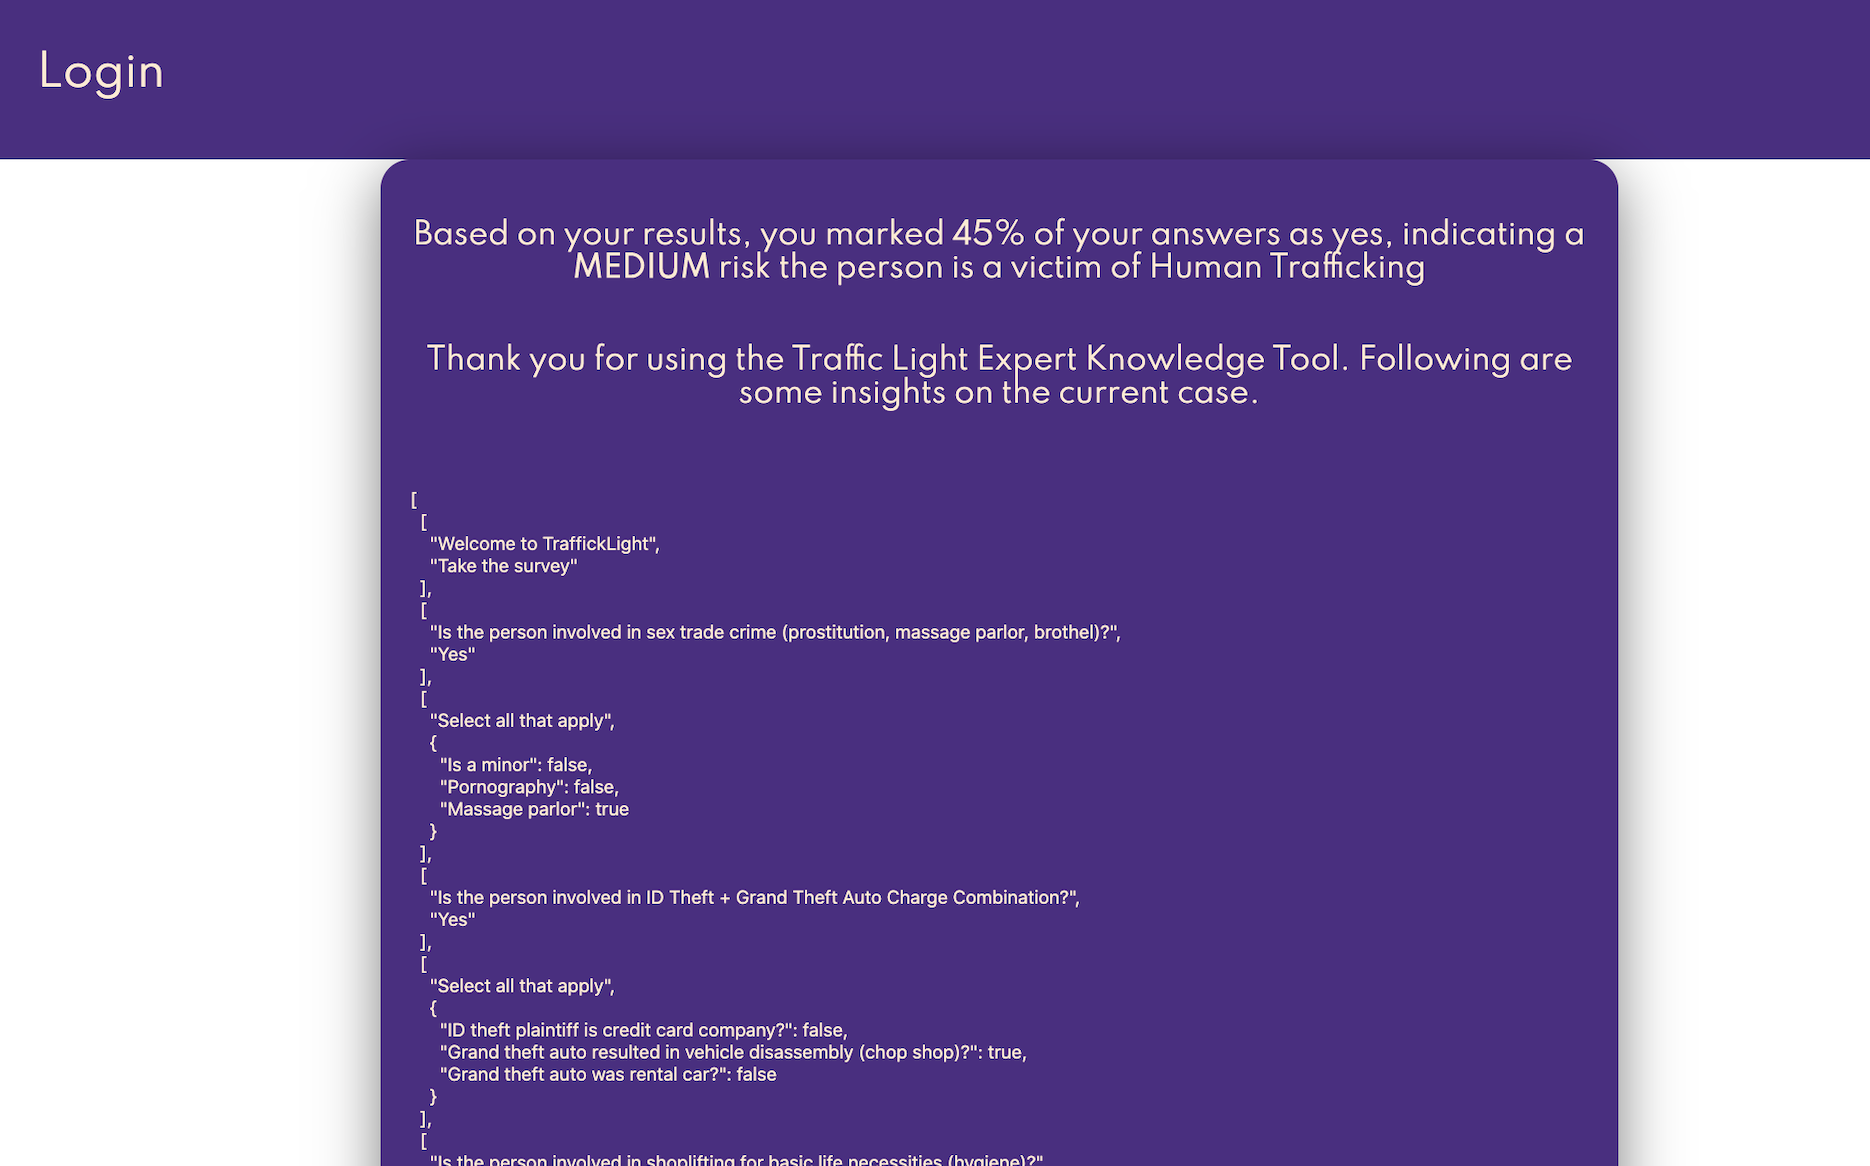 Login
Based on your results, you marked 45% of your answers as yes, indicating a
MEDIUM risk the person is a victim of Human Trafficking
Thank you for using the Traffic Light Expert Knowledge Tool. Following are
some insights on the current case.
[
[
"Welcome to TraffickLight",
"Take the survey"
],
[
"Is the person involved in sex trade crime (prostitution, massage parlor, brothel)?",
"Yes"
],
[
"Select all that apply",
{
"Is a minor": false,
"Pornography": false,
"Massage parlor": true
}
],
[
"Is the person involved in ID Theft + Grand Theft Auto Charge Combination?",
"Yes"
],
[
"Select all that apply",
{
"ID theft plaintiff is credit card company?": false,
"Grand theft auto resulted in vehicle disassembly (chop shop)?": true,
"Grand theft auto was rental car?": false
}
],
[
"Is the person involved in shoplifting for basic life necessities (hygiene)?"